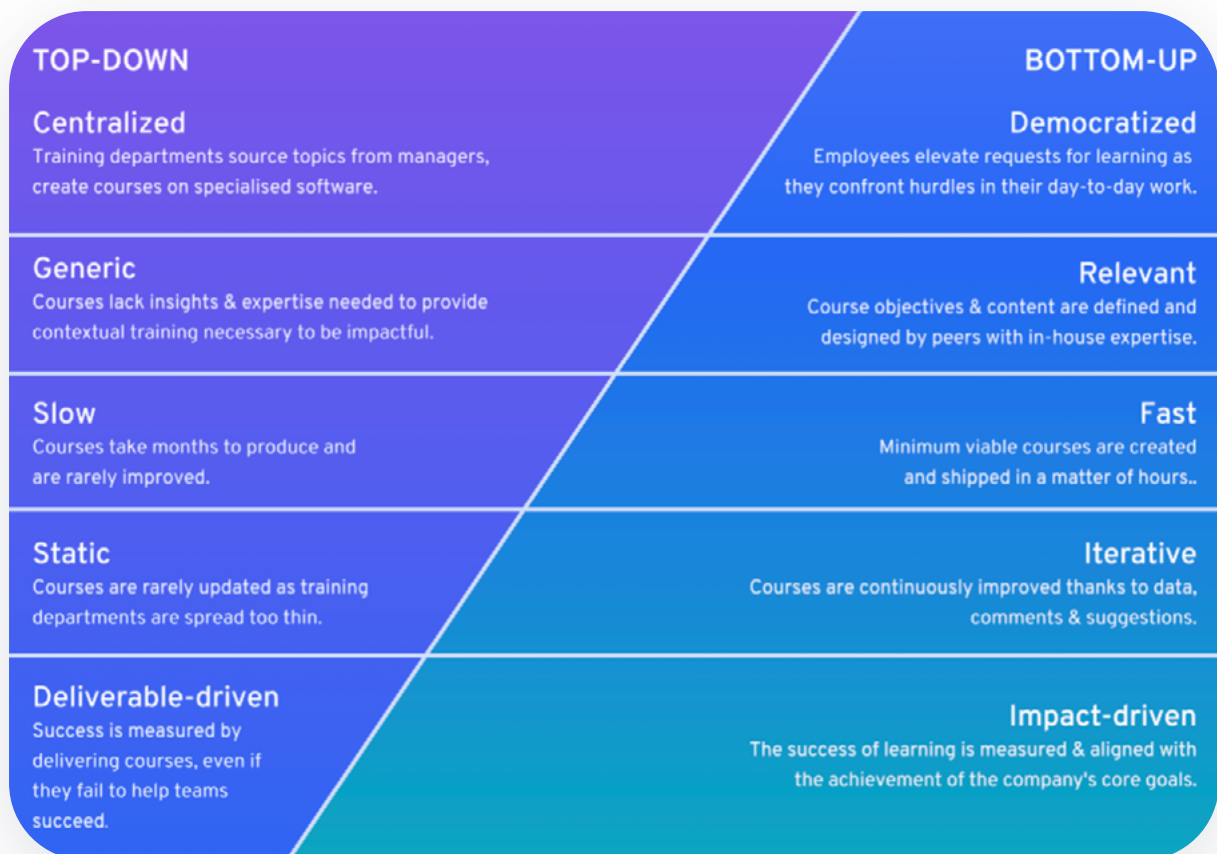 TOP-DOWN
Centralized
Training departments source topics from managers,
create courses on specialised software.
Generic
Courses lack insights & expertise needed to provide
contextual training necessary to be impactful.
Slow
Courses take months to produce and
are rarely improved.
Static
Courses are rarely updated as training
departments are spread too thin.
Deliverable-driven
Success is measured by
delivering courses, even if
they fail to help teams
succeed.
BOTTOM-UP
Democratized
Employees elevate requests for learning as
they confront hurdles in their day-to-day work.
Relevant
Course objectives & content are defined and
designed by peers with in-house expertise.
Fast
Minimum viable courses are created
and shipped in a matter of hours..
Iterative
Courses are continuously improved thanks to data,
comments & suggestions.
Impact-driven
The success of learning is measured & aligned with
the achievement of the company's core goals.